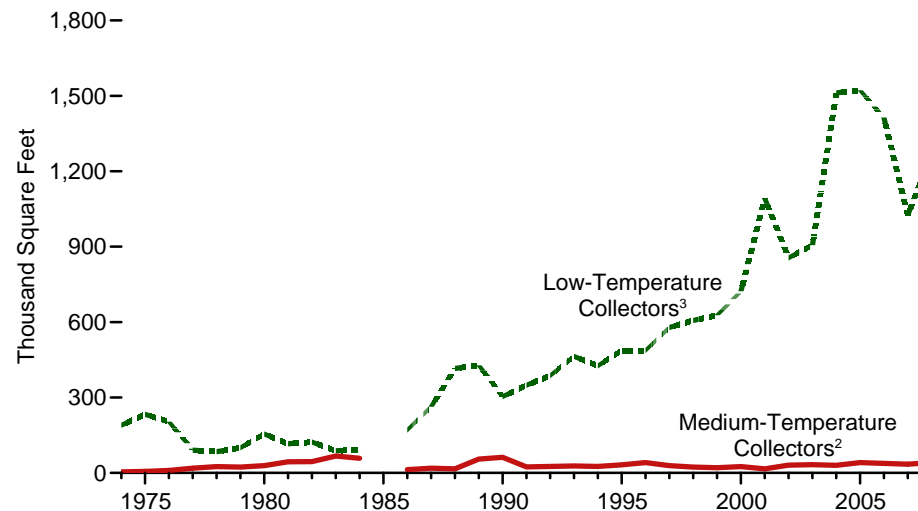 1,800
1,500
1,200
900
600
300
0
Thousand Square Feet
Low-Temperature
Collectors³
Medium-Temperature
Collectors²
1975 1980 1985 1990 1995 2000 2005